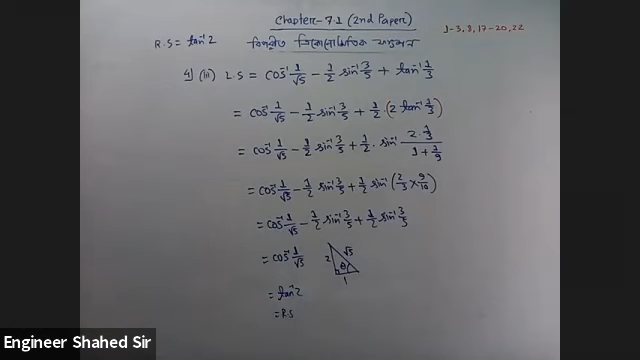 Chapter-7.1 (2nd Paper)
1-3, 8, 17-20, 22
R.S = tan⁻¹ 2
বিপরীত ত্রিকোনোমিতিক ফাংশন
4) (iii) L.S = cos⁻¹ 1/√5 - 1/2 sin⁻¹ 3/5 + tan⁻¹ 1/3
= cos⁻¹ 1/√5 - 1/2 sin⁻¹ 3/5 + 1/2 · (2 tan⁻¹ 1/3)
= cos⁻¹ 1/√5 - 1/2 sin⁻¹ 3/5 + 1/2 · sin⁻¹ (2 · 1/3)/(1 + 1/9)
= cos⁻¹ 1/√5 - 1/2 sin⁻¹ 3/5 + 1/2 sin⁻¹ (2/3 × 9/10)
= cos⁻¹ 1/√5 - 1/2 sin⁻¹ 3/5 + 1/2 sin⁻¹ 3/5
= cos⁻¹ 1/√5
2 √5 θ 1
= tan⁻¹ 2
= R.S
Engineer Shahed Sir